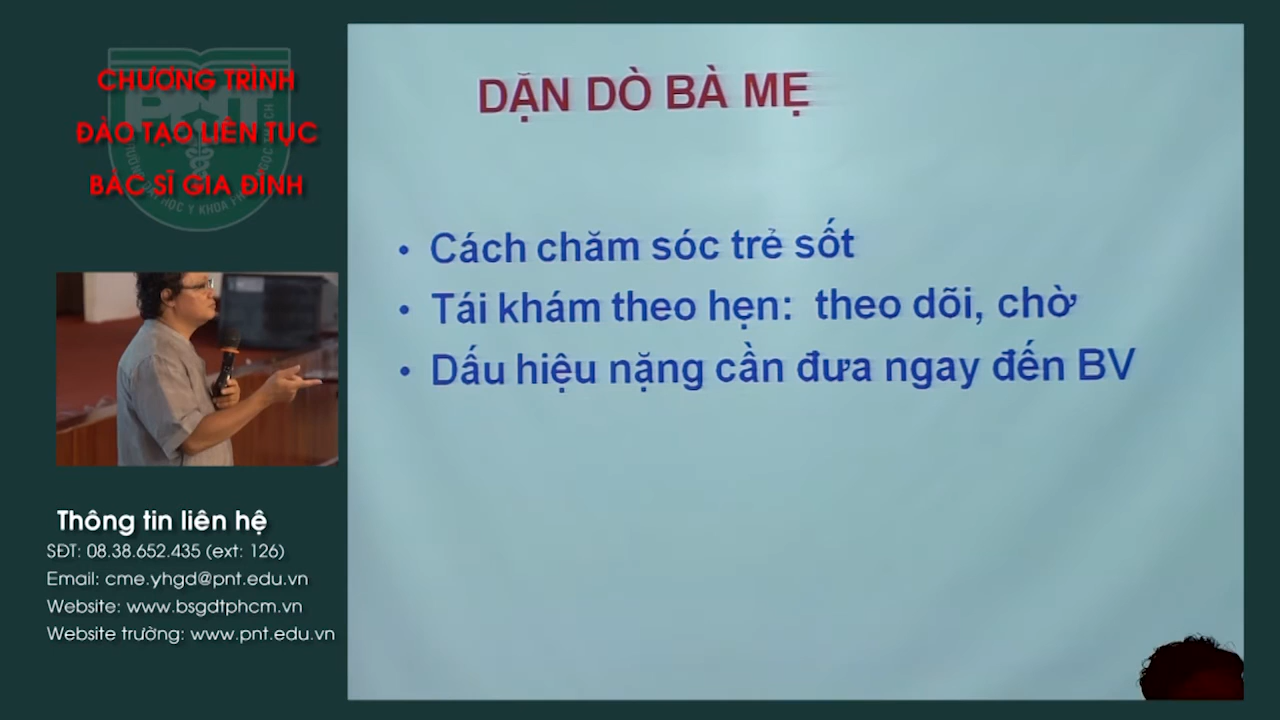 CHƯƠNG TRÌNH
ĐÀO TẠO LIÊN TỤC
BÁC SĨ GIA ĐÌNH
PNT
Thông tin liên hệ
SĐT: 08.38.652.435 (ext: 126)
Email: cme.yhgd@pnt.edu.vn
Website: www.bsgdtphcm.vn
Website trường: www.pnt.edu.vn
DẶN DÒ BÀ MẸ
• Cách chăm sóc trẻ sốt
• Tái khám theo hẹn: theo dõi, chờ
• Dấu hiệu nặng cần đưa ngay đến BV